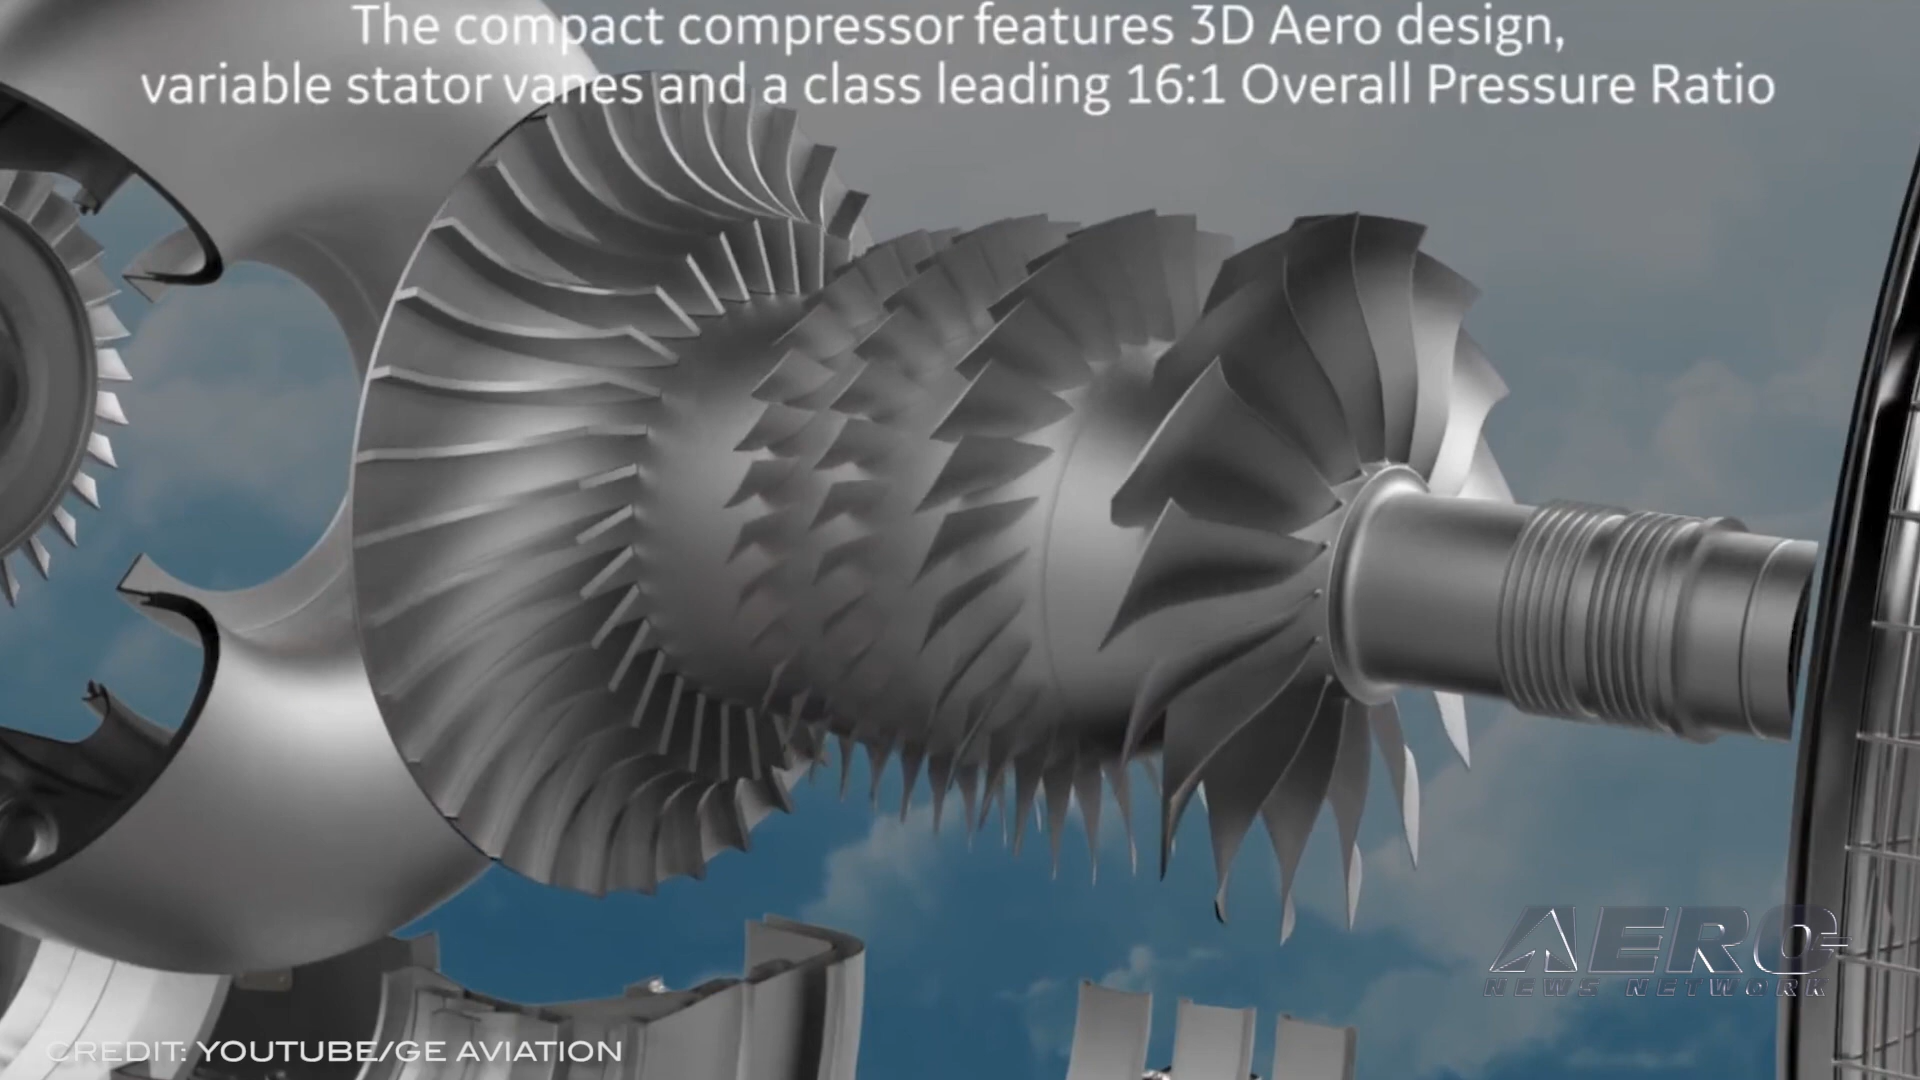 The compact compressor features 3D Aero design,
variable stator vanes and a class leading 16:1 Overall Pressure Ratio
AERO
NEWS NETWORK
CREDIT: YOUTUBE/GE AVIATION